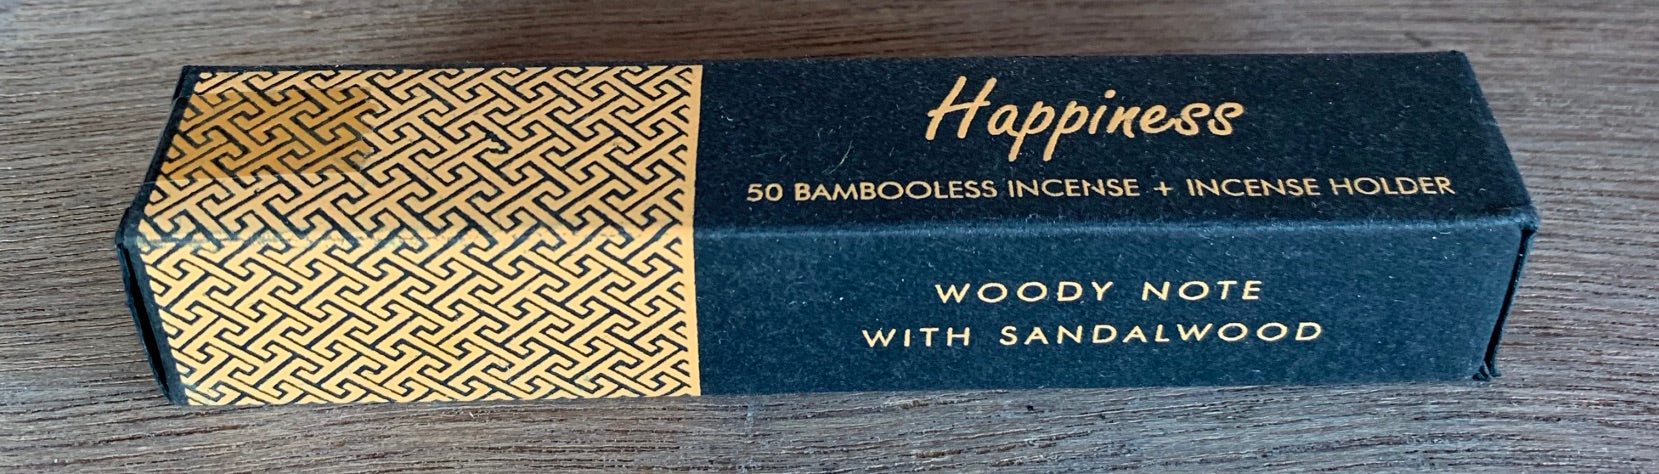 Happiness
50 BAMBOOLESS INCENSE + INCENSE HOLDER
WOODY NOTE
WITH SANDALWOOD